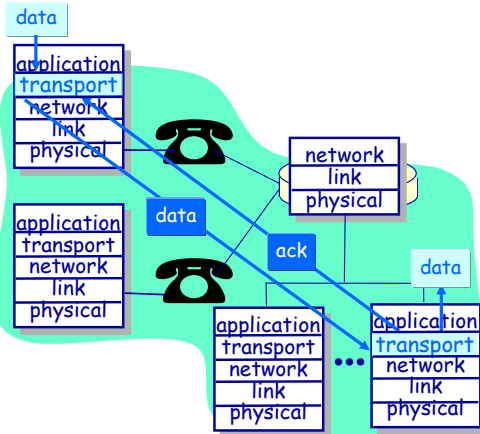 data
application
transport
network
link
physical
network
link
physical
application
transport
network
link
physical
data
ack
data
application
transport
network
link
physical
application
transport
network
link
physical